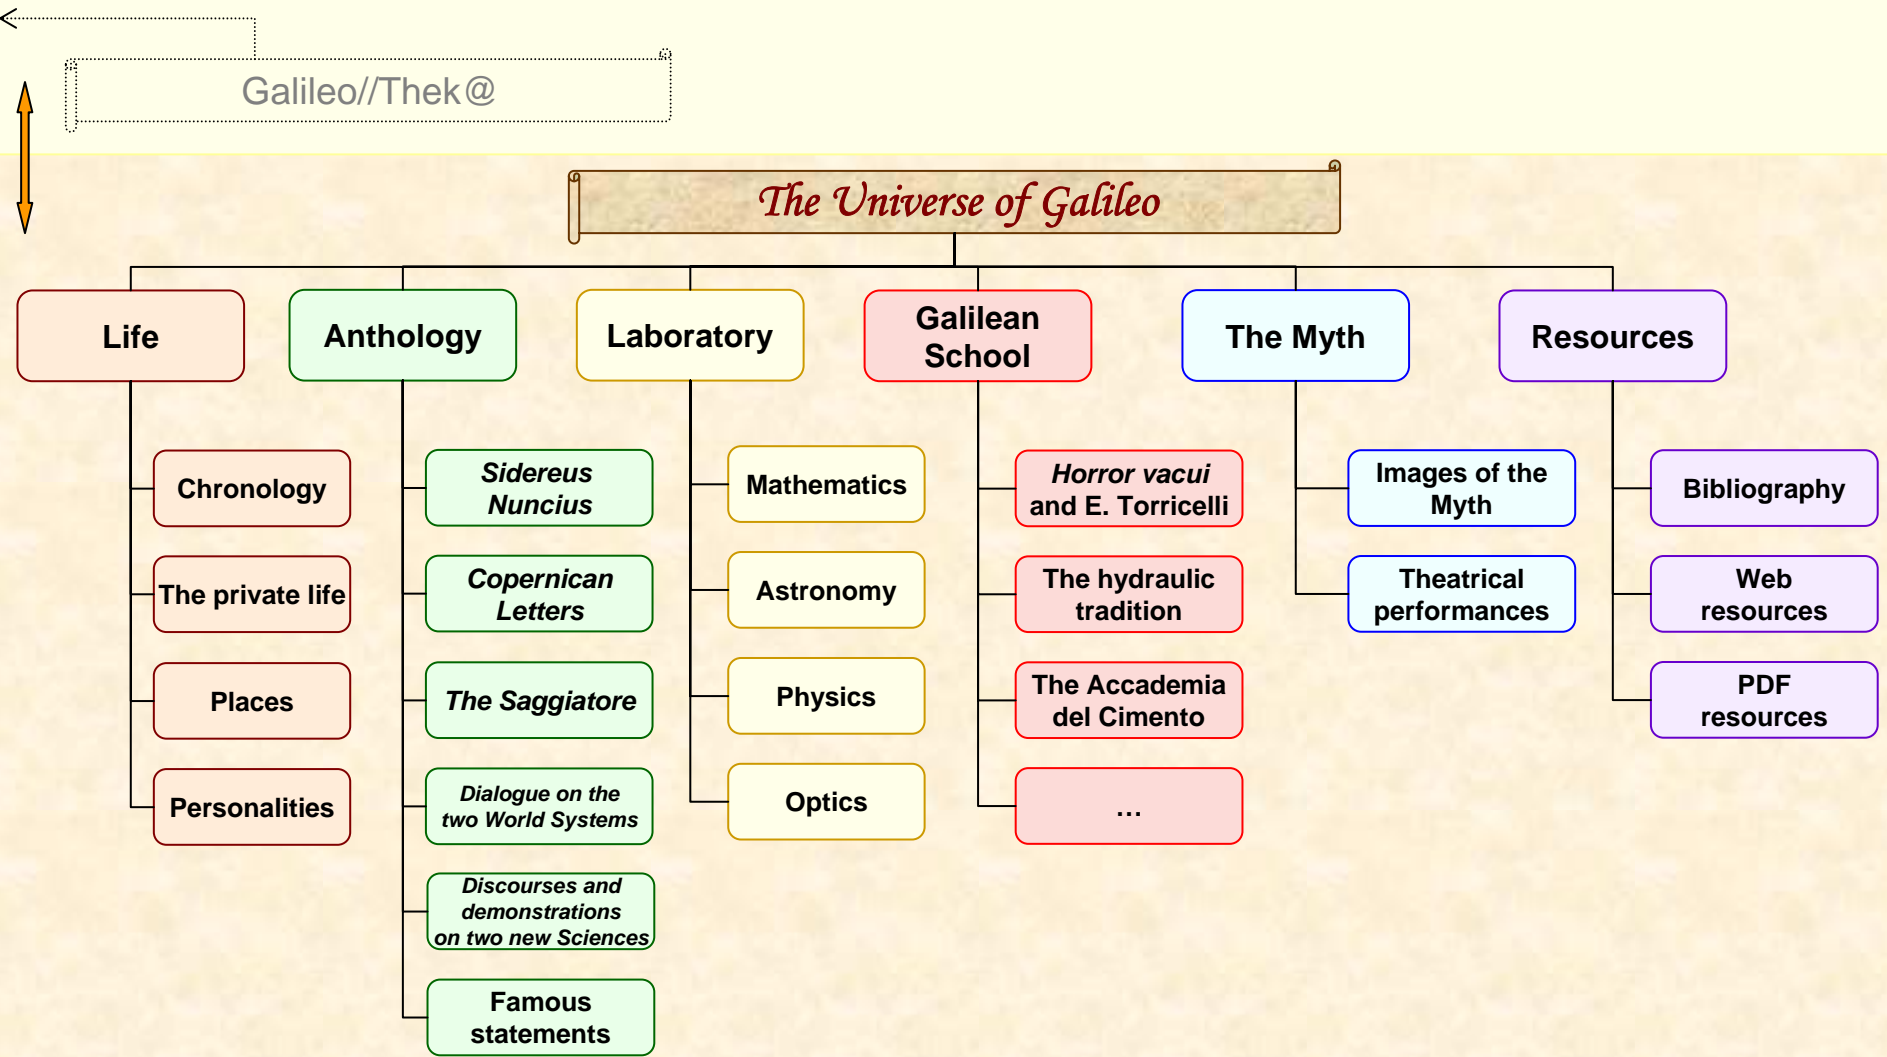 Galileo//Thek@
The Universe of Galileo
Life
Anthology
Laboratory
Galilean
School
The Myth
Resources
Chronology
The private life
Places
Personalities
Sidereus
Nuncius
Copernican
Letters
The Saggiatore
Dialogue on the
two World Systems
Discourses and
demonstrations
on two new Sciences
Famous
statements
Mathematics
Astronomy
Physics
Optics
Horror vacui
and E. Torricelli
The hydraulic
tradition
The Accademia
del Cimento
...
Images of the
Myth
Theatrical
performances
Bibliography
Web
resources
PDF
resources